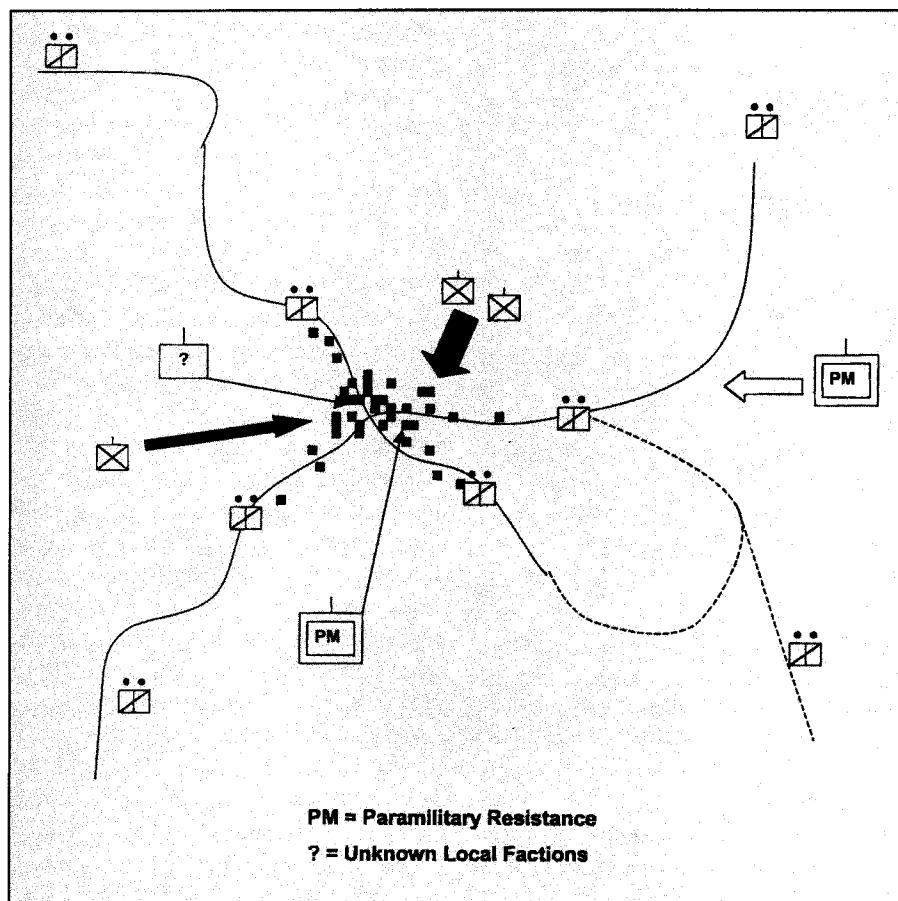 ?
PM
PM
PM = Paramilitary Resistance
? = Unknown Local Factions